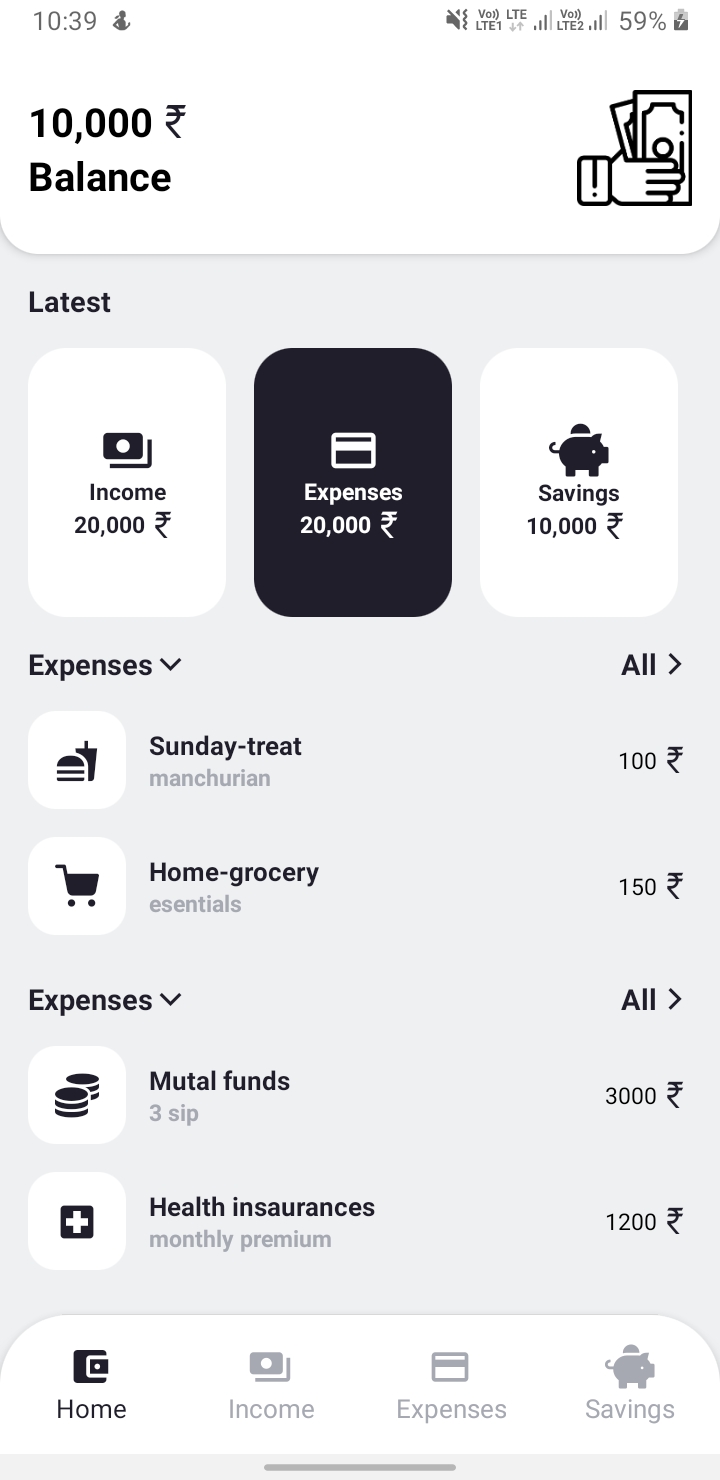 10:39 Vo)) LTE1 LTE Vo)) LTE2 59%
10,000 ₹
Balance
Latest
Income
20,000 ₹
Expenses
20,000 ₹
Savings
10,000 ₹
Expenses All
Sunday-treat
manchurian
100 ₹
Home-grocery
esentials
150 ₹
Expenses All
Mutal funds
3 sip
3000 ₹
Health insaurances
monthly premium
1200 ₹
Home Income Expenses Savings